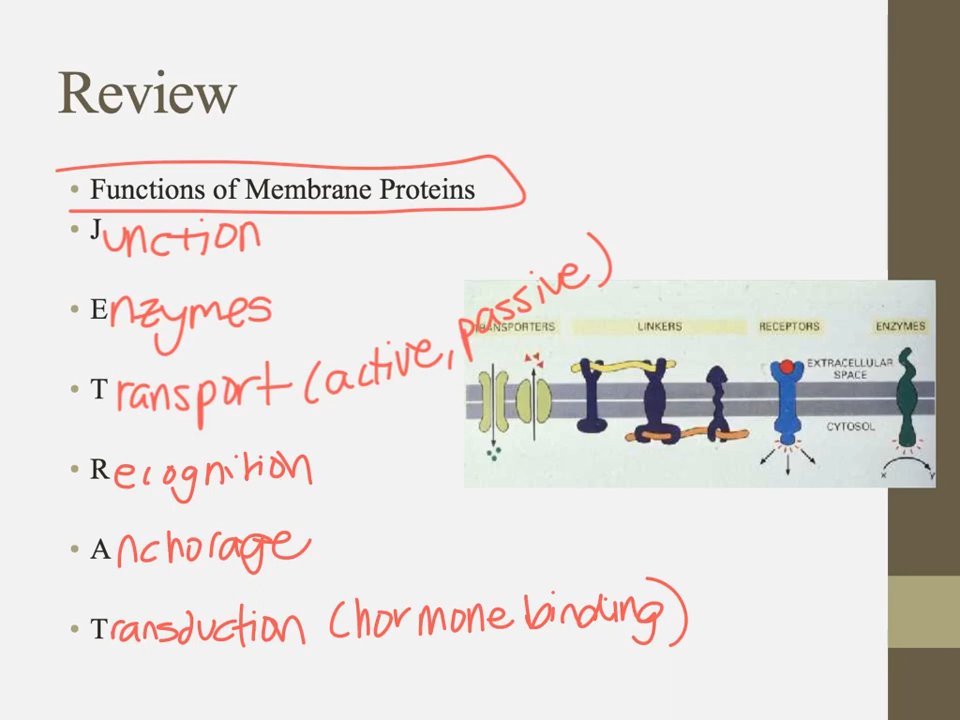 Review
• Functions of Membrane Proteins
• Junction
• Enzymes
• Transport (active, passive)
• Recognition
• Anchorage
• Transduction (hormone binding)
TRANSPORTERS LINKERS RECEPTORS ENZYMES
EXTRACELLULAR
SPACE
CYTOSOL
X Y